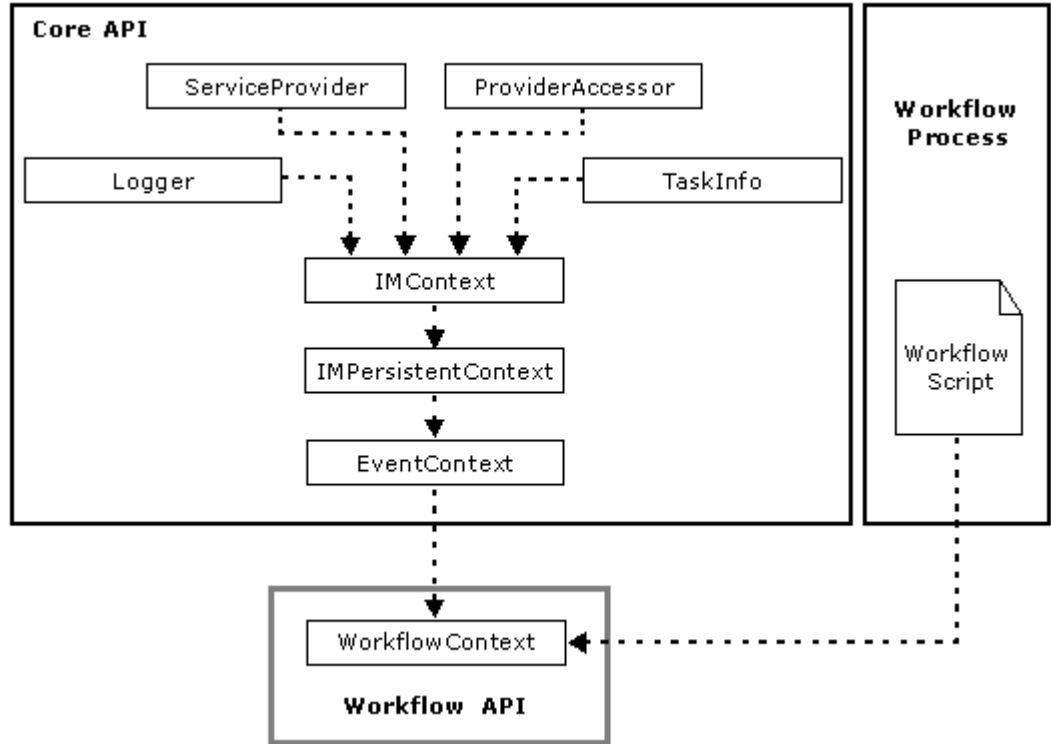 Core API
ServiceProvider
ProviderAccessor
Workflow
Process
Logger
TaskInfo
IMContext
IMPersistentContext
Workflow
Script
EventContext
WorkflowContext
Workflow API